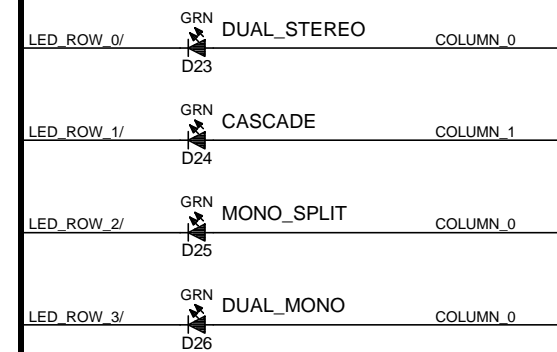 GRN DUAL_STEREO
LED_ROW_0/ COLUMN_0
D23
GRN CASCADE
LED_ROW_1/ COLUMN_1
D24
GRN MONO_SPLIT
LED_ROW_2/ COLUMN_0
D25
GRN DUAL_MONO
LED_ROW_3/ COLUMN_0
D26